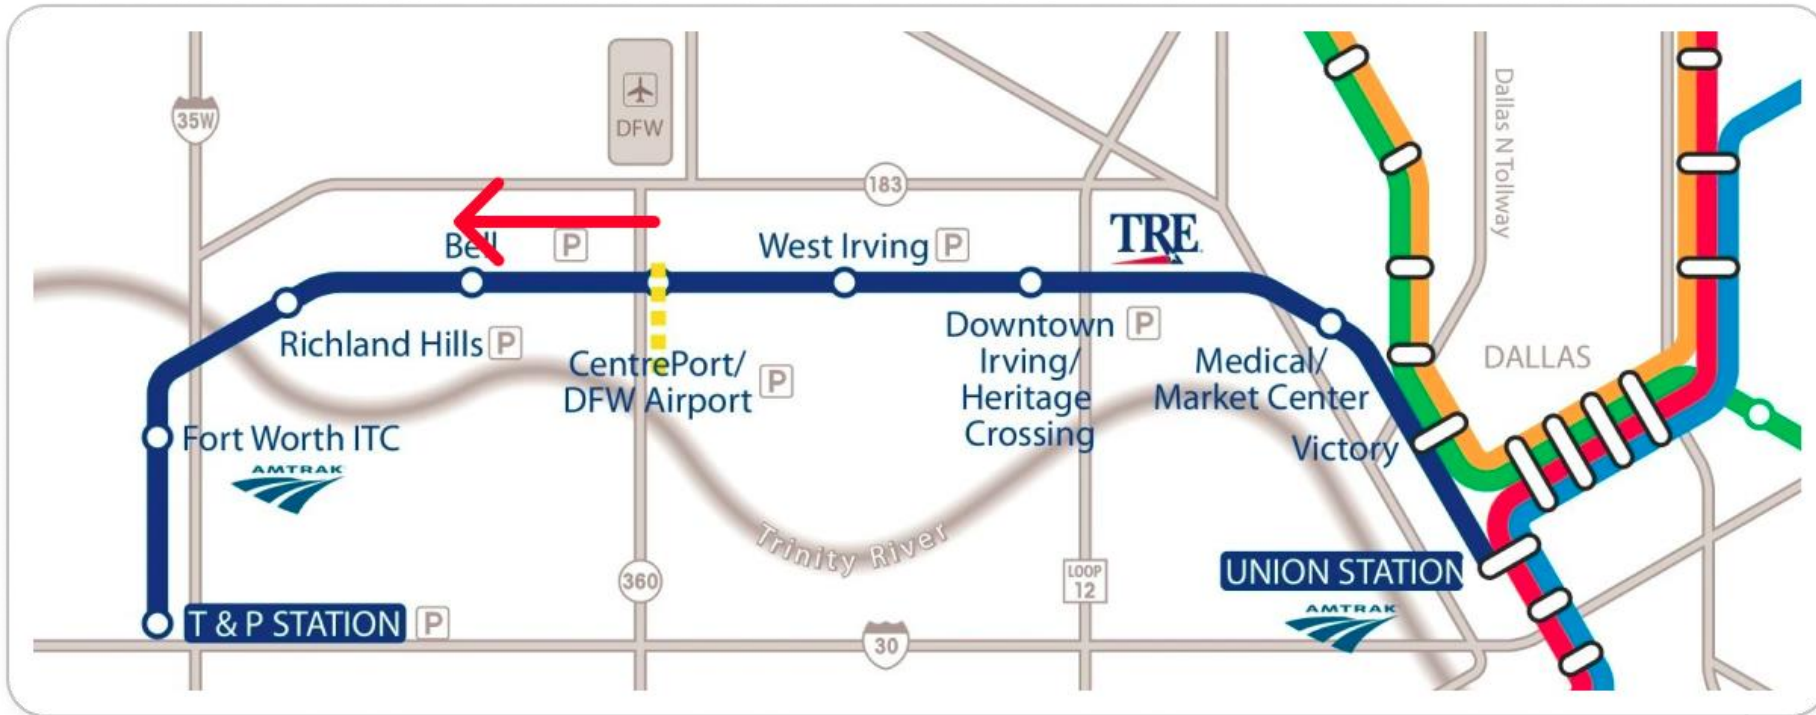 35W
DFW
183
Dallas N Tollway
TRE
Bell
P
West Irving P
Richland Hills P
CentrePort/
DFW Airport
P
Downtown P
Irving/
Heritage
Crossing
Medical/
Market Center
DALLAS
Victory
Fort Worth ITC
AMTRAK
Trinity River
360
LOOP
12
UNION STATION
AMTRAK
T & P STATION P
30